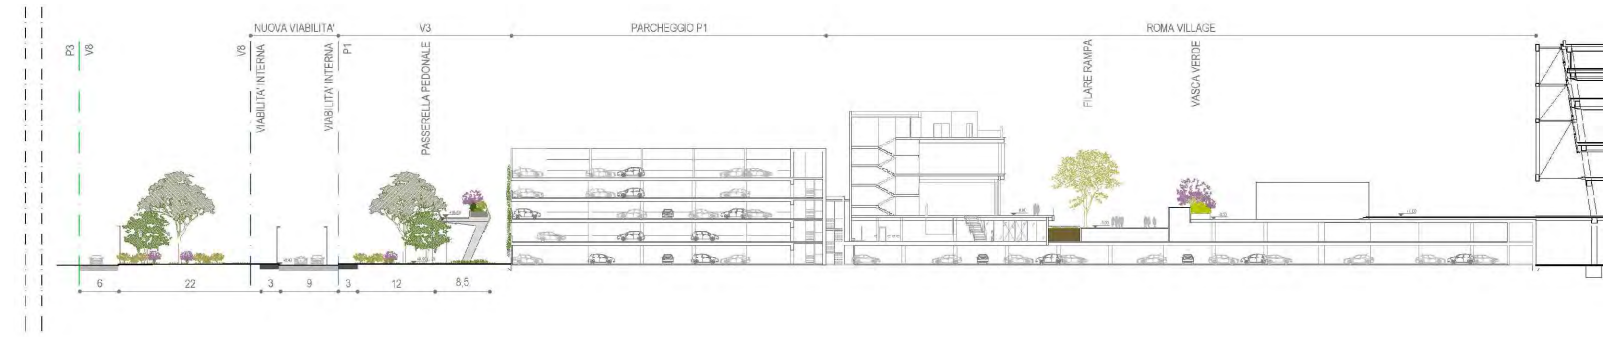 NUOVA VIABILITA'
V3
PARCHEGGIO P1
ROMA VILLAGE
P3
V8
V8
VIABILITA' INTERNA
VIABILITA' INTERNA
P1
PASSERELLA PEDONALE
FILARE RAMPA
VASCA VERDE
6
22
3
9
3
12
8,5